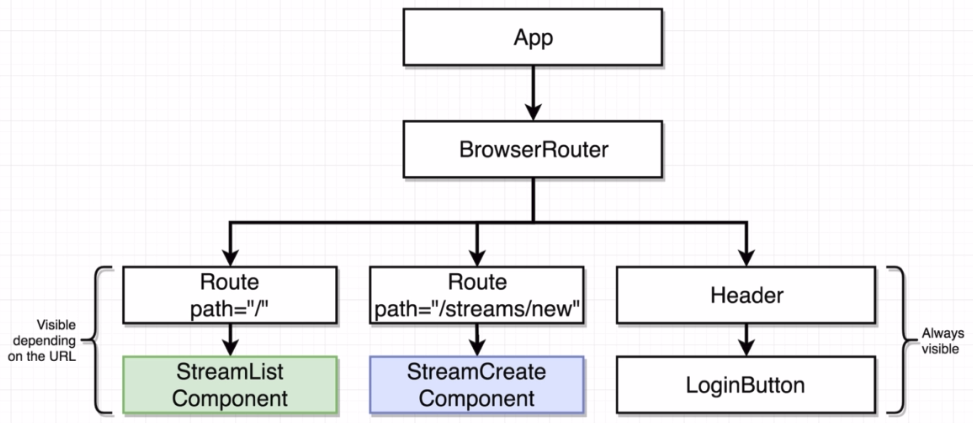 App
BrowserRouter
Route
path="/"
Route
path="/streams/new"
Header
Visible
depending
on the URL
Always
visible
StreamList
Component
StreamCreate
Component
LoginButton